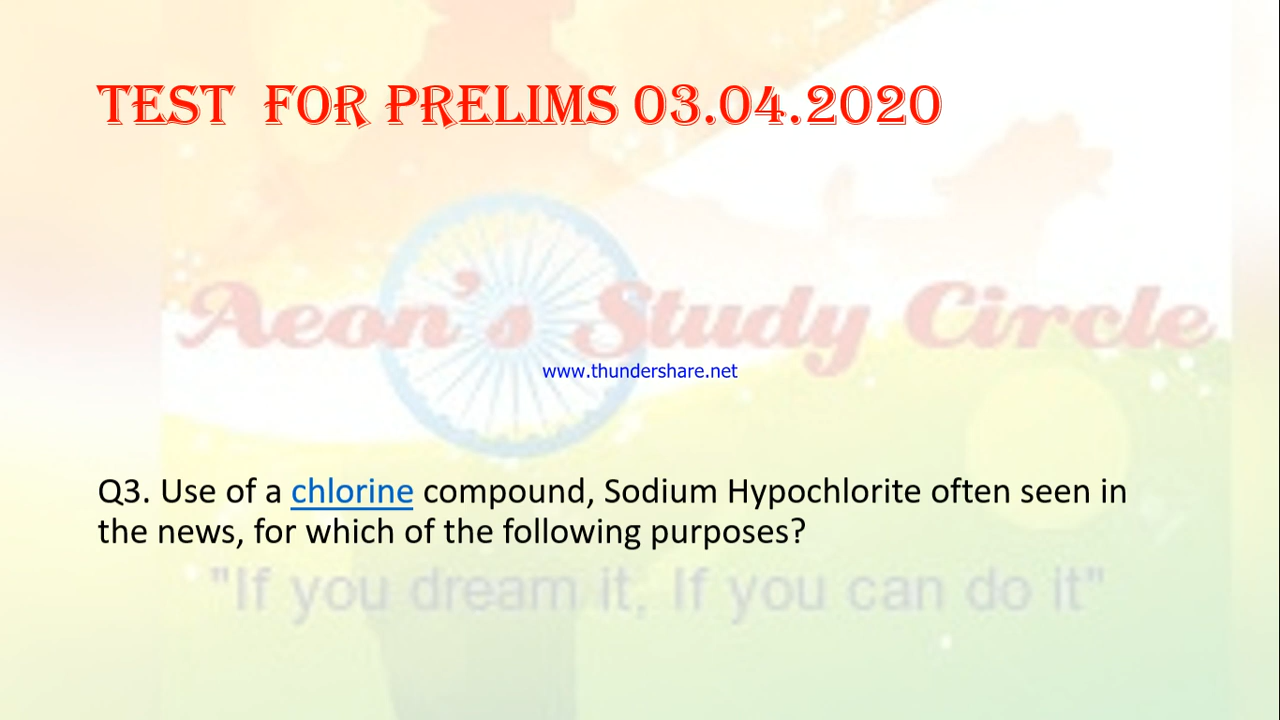 TEST FOR PRELIMS 03.04.2020
Aeon's Study Circle
www.thundershare.net
Q3. Use of a chlorine compound, Sodium Hypochlorite often seen in
the news, for which of the following purposes?
"If you dream it, If you can do it"